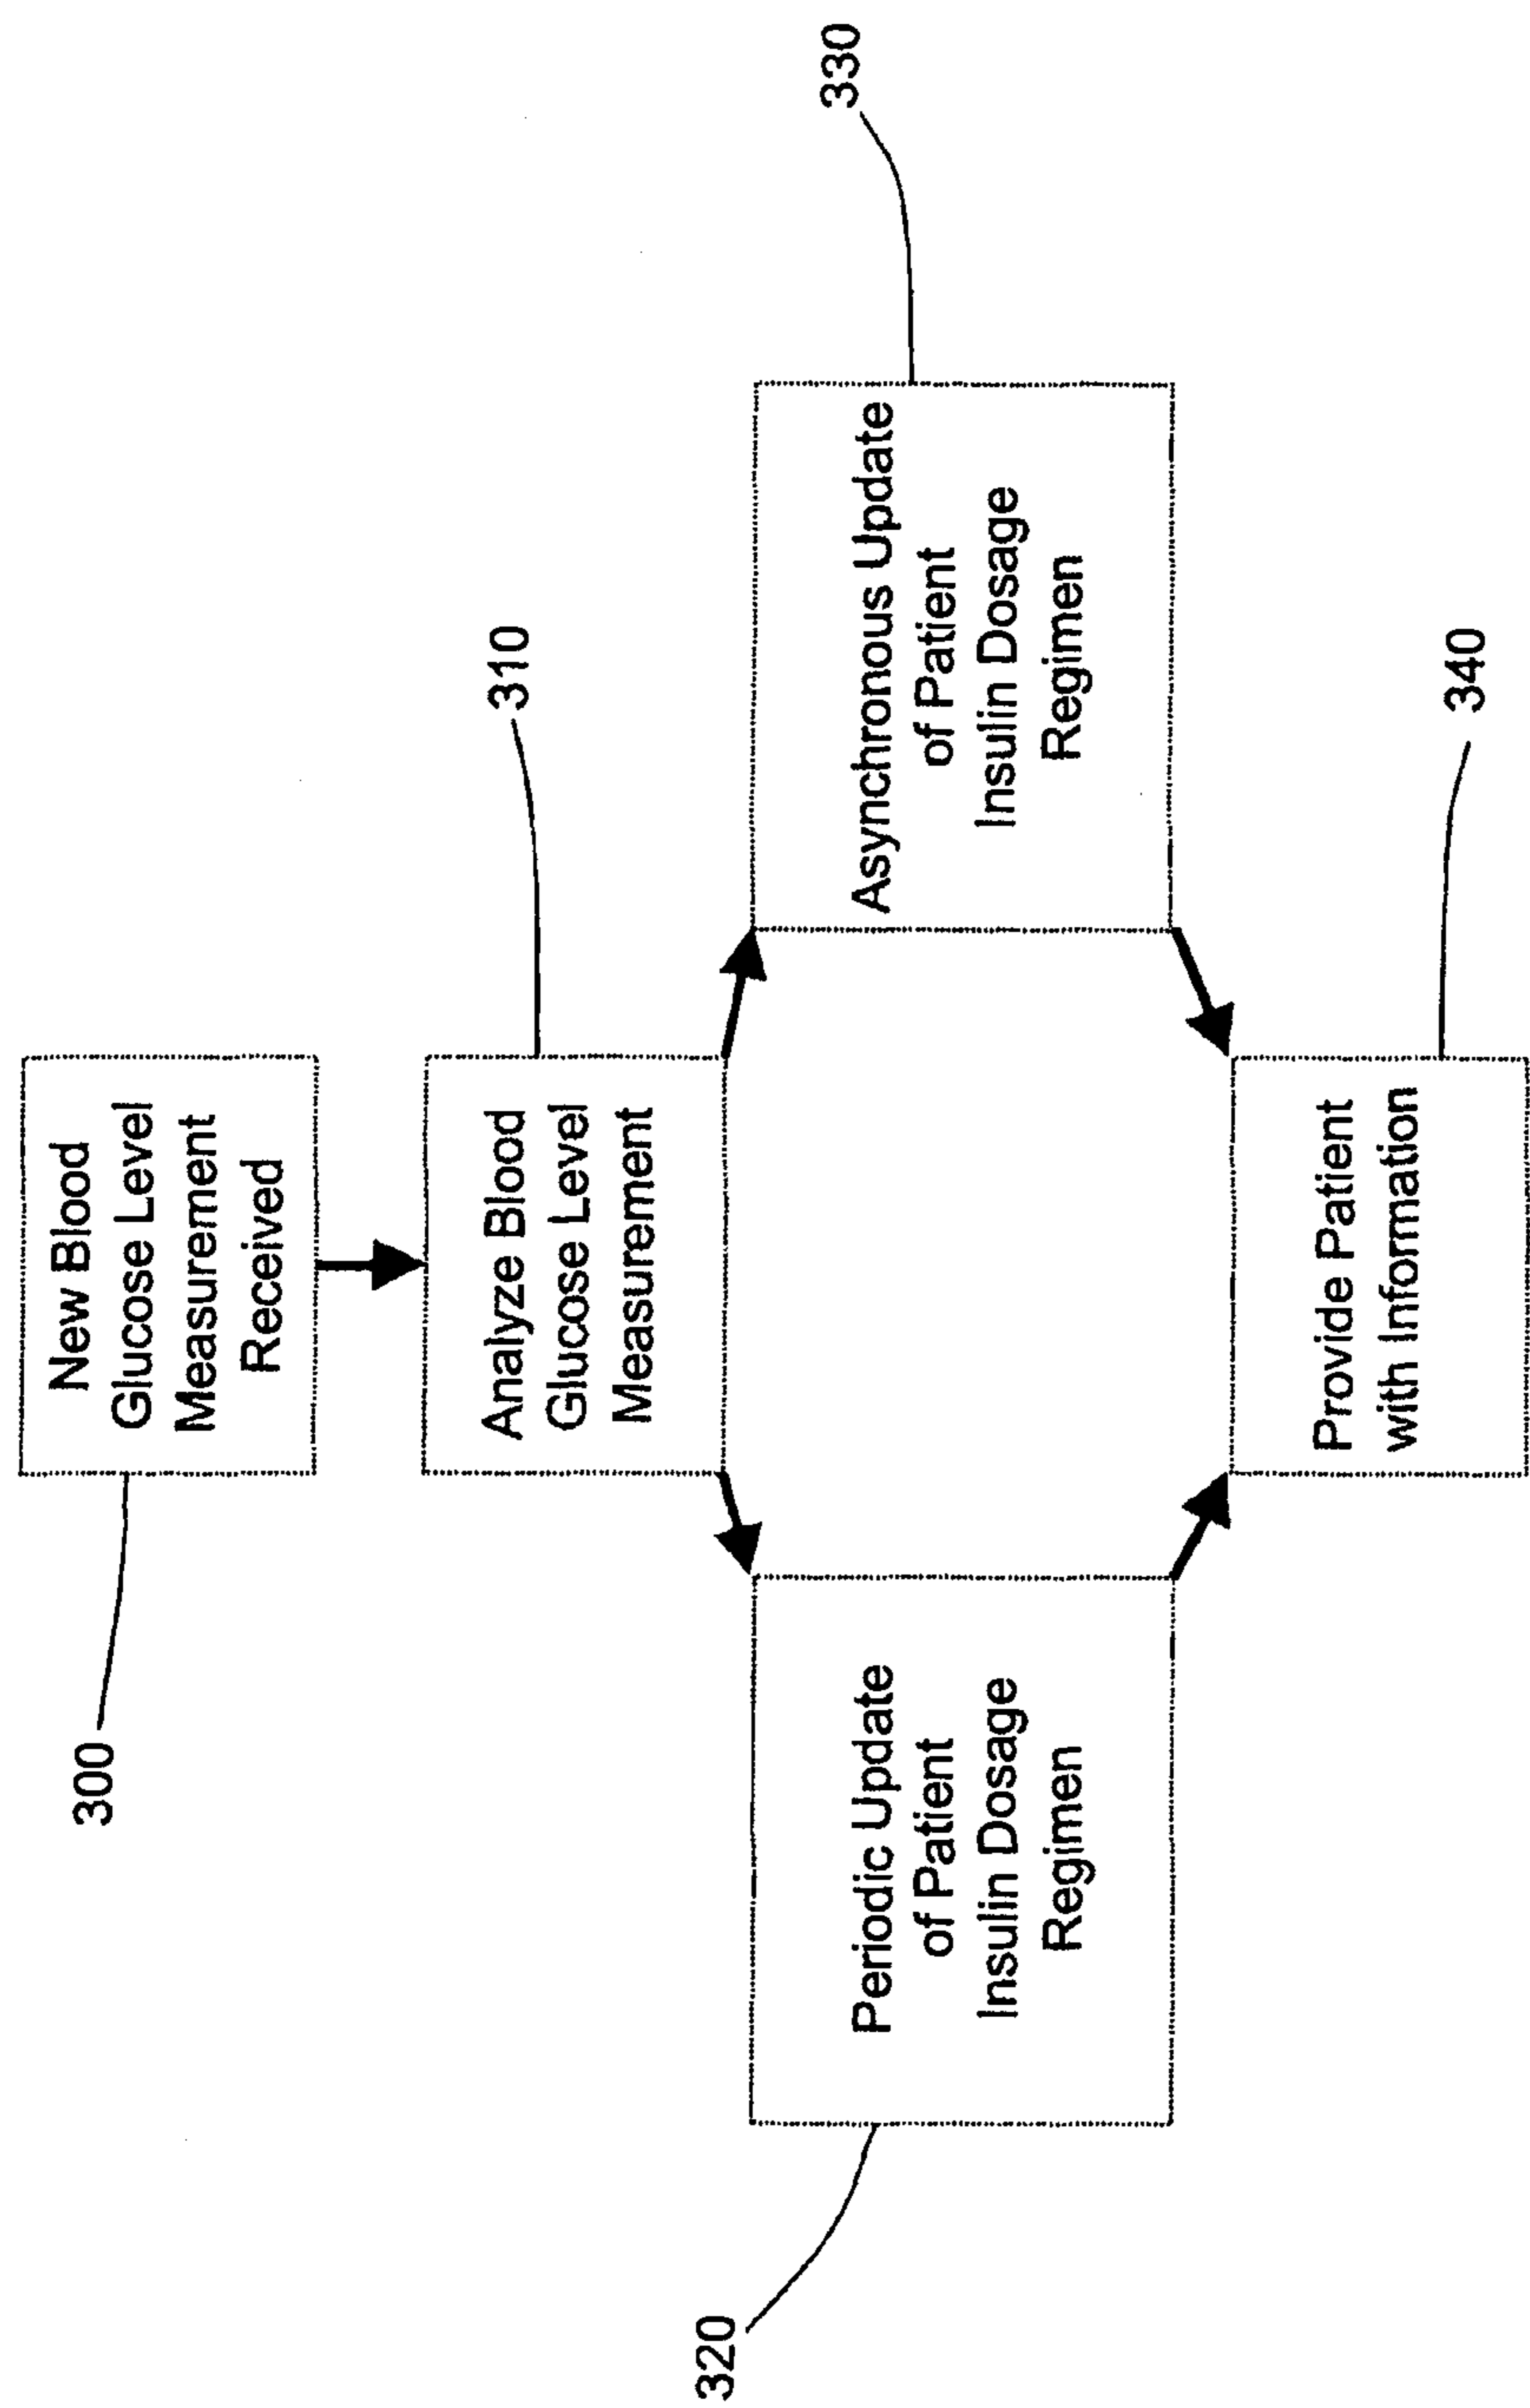 300
New Blood
Glucose Level
Measurement
Received
310
Analyze Blood
Glucose Level
Measurement
320
Periodic Update
of Patient
Insulin Dosage
Regimen
330
Asynchronous Update
of Patient
Insulin Dosage
Regimen
340
Provide Patient
with Information